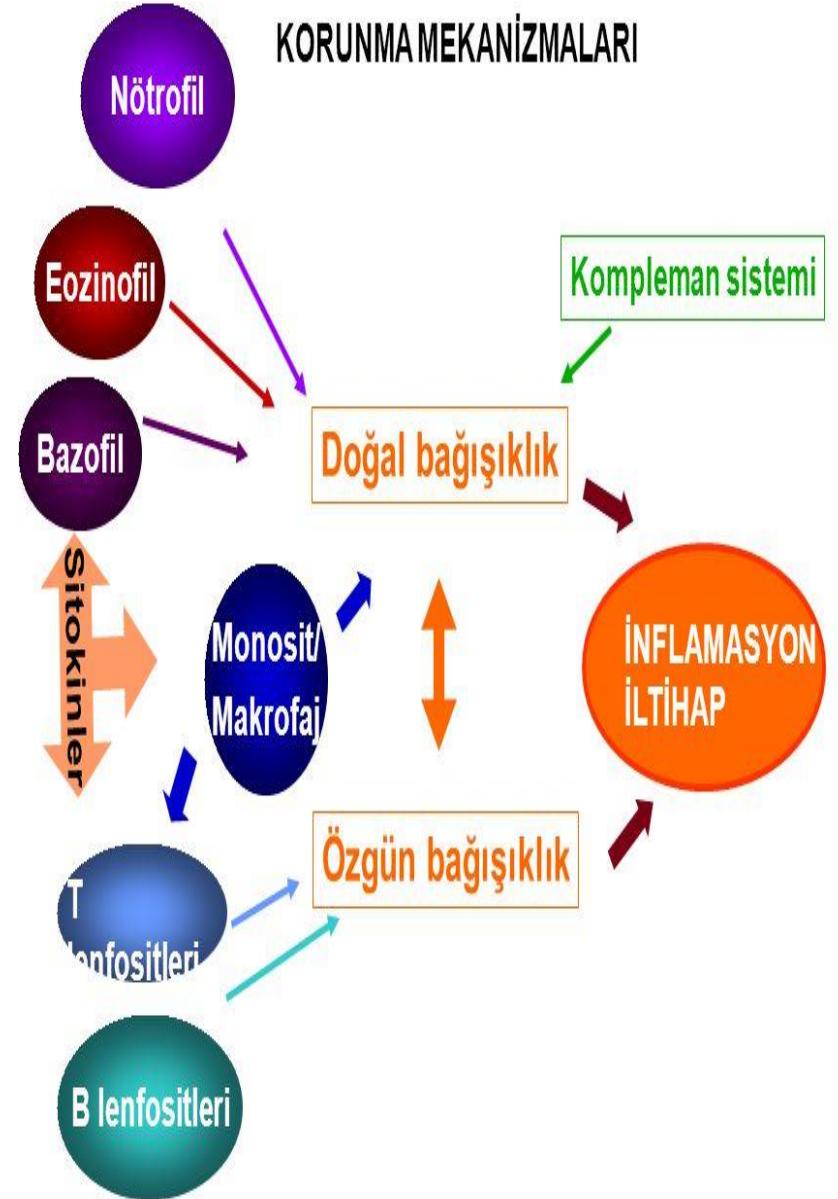 KORUNMA MEKANİZMALARI
Nötrofil
Eozinofil
Kompleman sistemi
Bazofil
Doğal bağışıklık
Sitokinler
Monosit/
Makrofaj
İNFLAMASYON
İLTİHAP
Özgün bağışıklık
T
lenfositleri
B lenfositleri